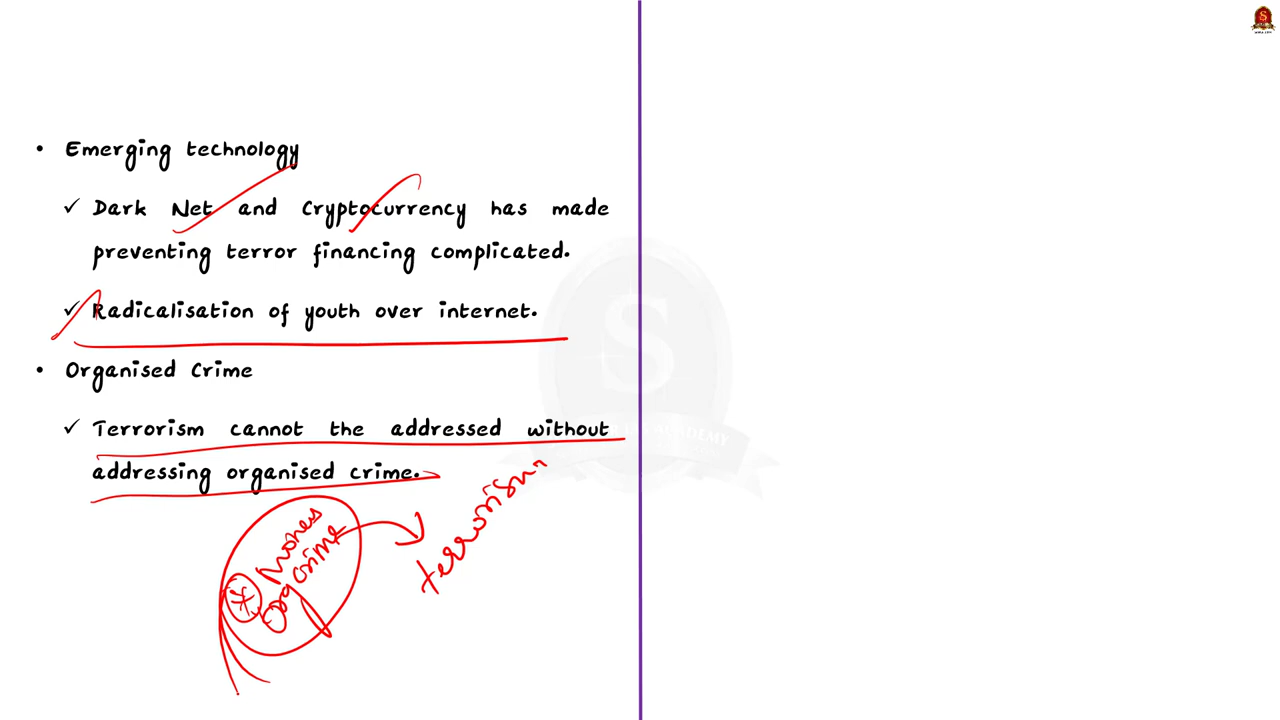 • Emerging technology
✓ Dark Net and Cryptocurrency has made
preventing terror financing complicated.
✓ Radicalisation of youth over internet.
• Organised Crime
✓ Terrorism cannot the addressed without
addressing organised crime.
terrorism
org crime